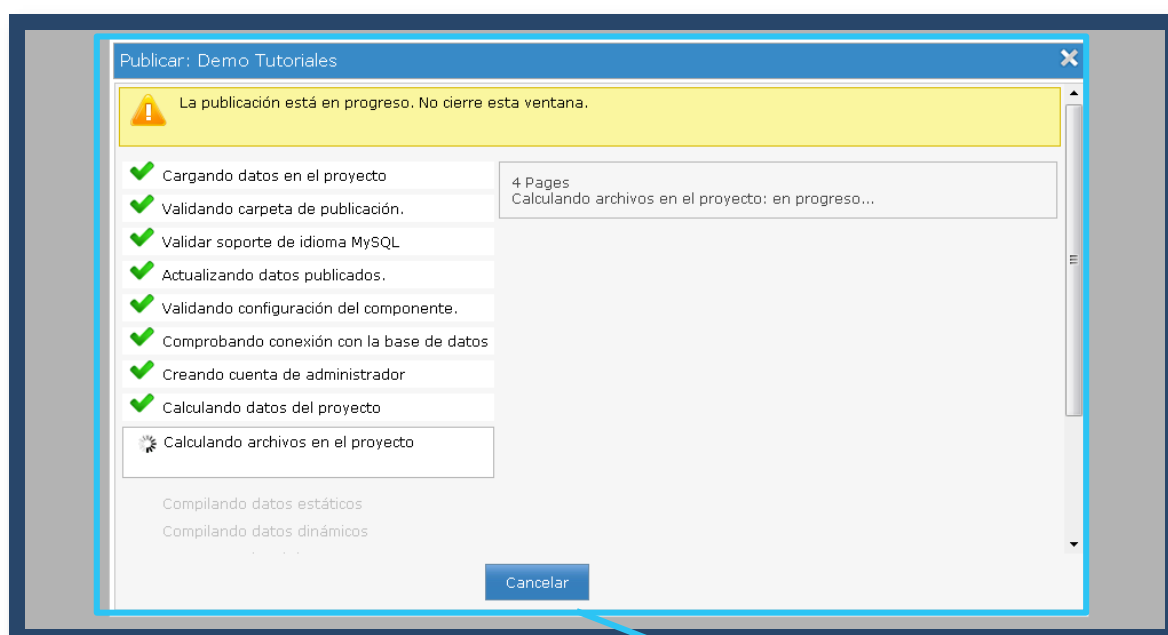 Publicar: Demo Tutoriales
La publicación está en progreso. No cierre esta ventana.
Cargando datos en el proyecto
Validando carpeta de publicación.
Validar soporte de idioma MySQL
Actualizando datos publicados.
Validando configuración del componente.
Comprobando conexión con la base de datos
Creando cuenta de administrador
Calculando datos del proyecto
Calculando archivos en el proyecto
Compilando datos estáticos
Compilando datos dinámicos
4 Pages
Calculando archivos en el proyecto: en progreso...
Cancelar